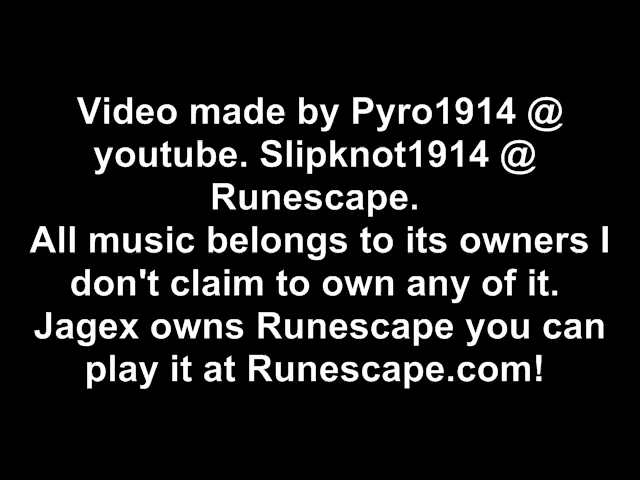 Video made by Pyro1914 @
youtube. Slipknot1914 @
Runescape.
All music belongs to its owners I
don't claim to own any of it.
Jagex owns Runescape you can
play it at Runescape.com!